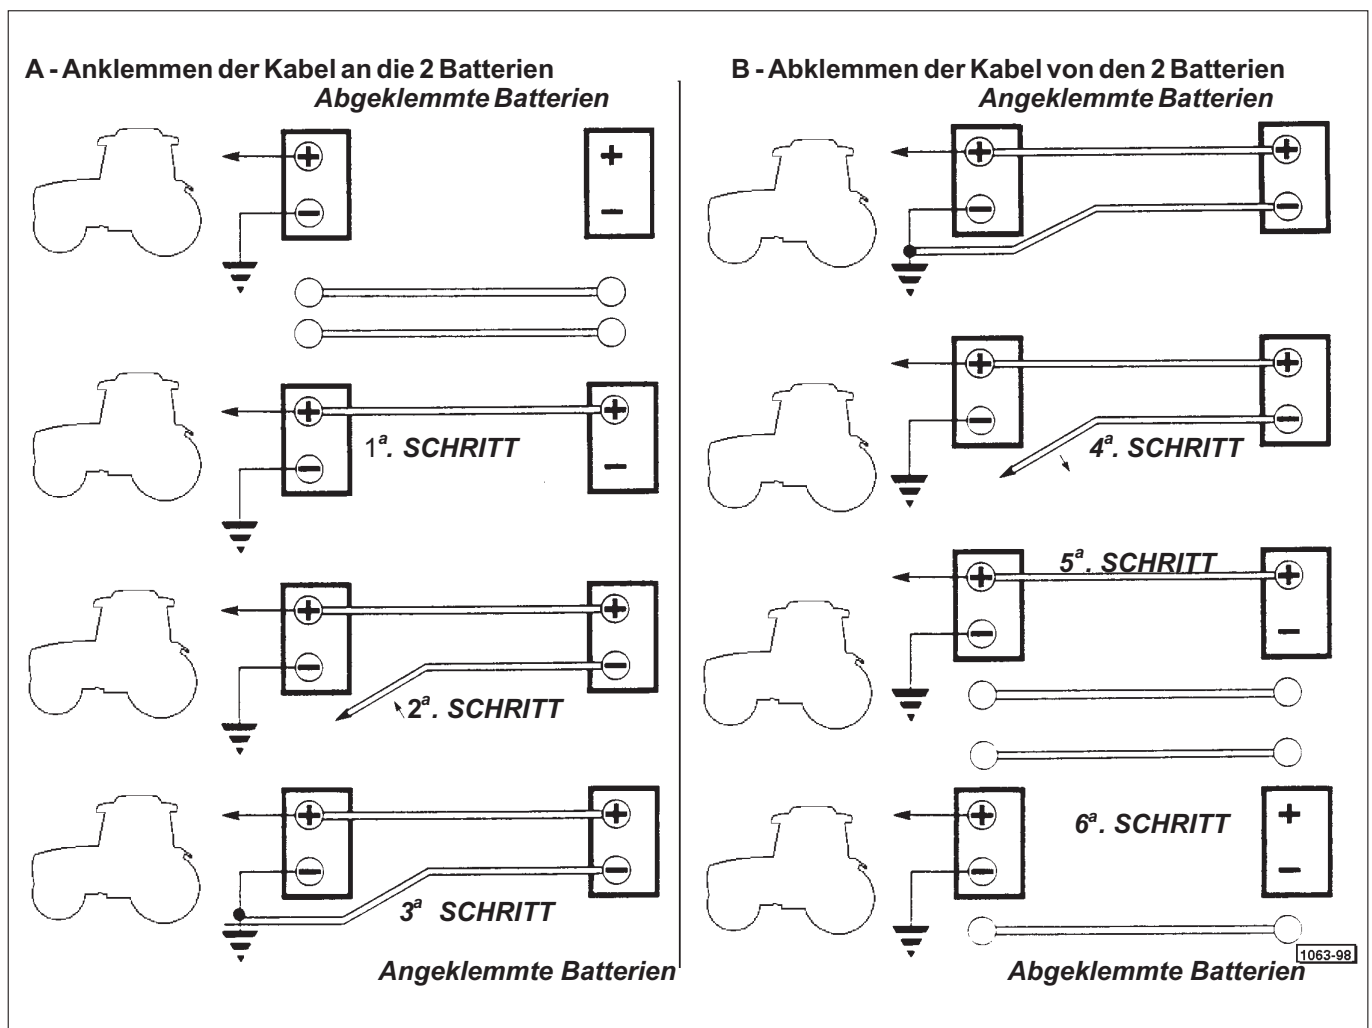 A - Anklemmen der Kabel an die 2 Batterien
Abgeklemmte Batterien
1ª. SCHRITT
2ª. SCHRITT
3ª SCHRITT
Angeklemmte Batterien
B - Abklemmen der Kabel von den 2 Batterien
Angeklemmte Batterien
4ª. SCHRITT
5ª. SCHRITT
6ª. SCHRITT
1063-98
Abgeklemmte Batterien